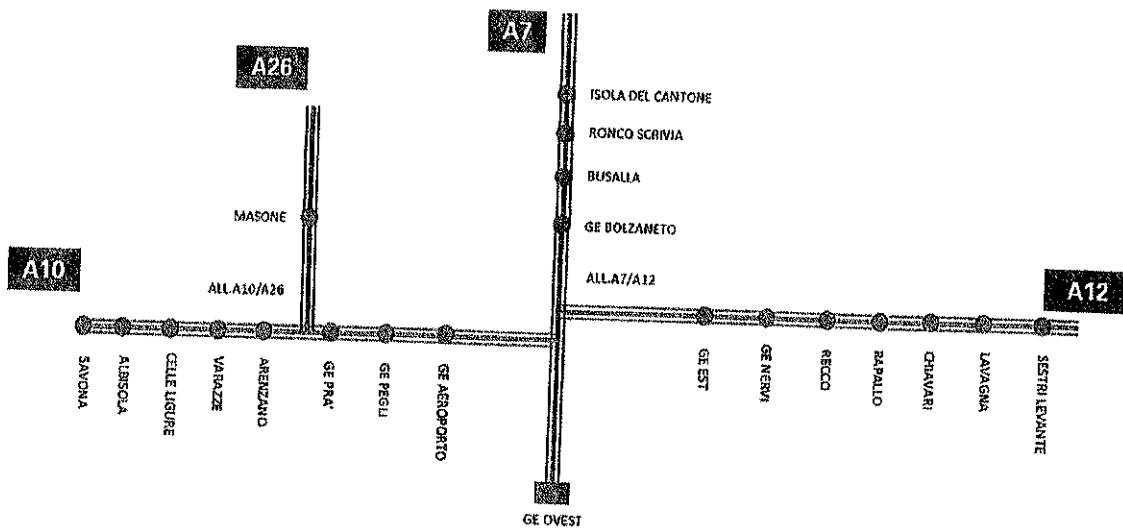 A7
A26
ISOLA DEL CANTONE
RONCO SCRIVIA
BUSALLA
MASONE
GE BOLZANETO
A10
ALL.A10/A26
ALL.A7/A12
A12
SAVONA
ALBISOLA
CELLE LIGURE
VARAZZE
ARENZANO
GE PRA'
GE PEGLI
GE AEROPORTO
GE EST
GE NERVI
RECCO
RAPALLO
CHIAVARI
LAVAGNA
SESTRI LEVANTE
GE OVEST